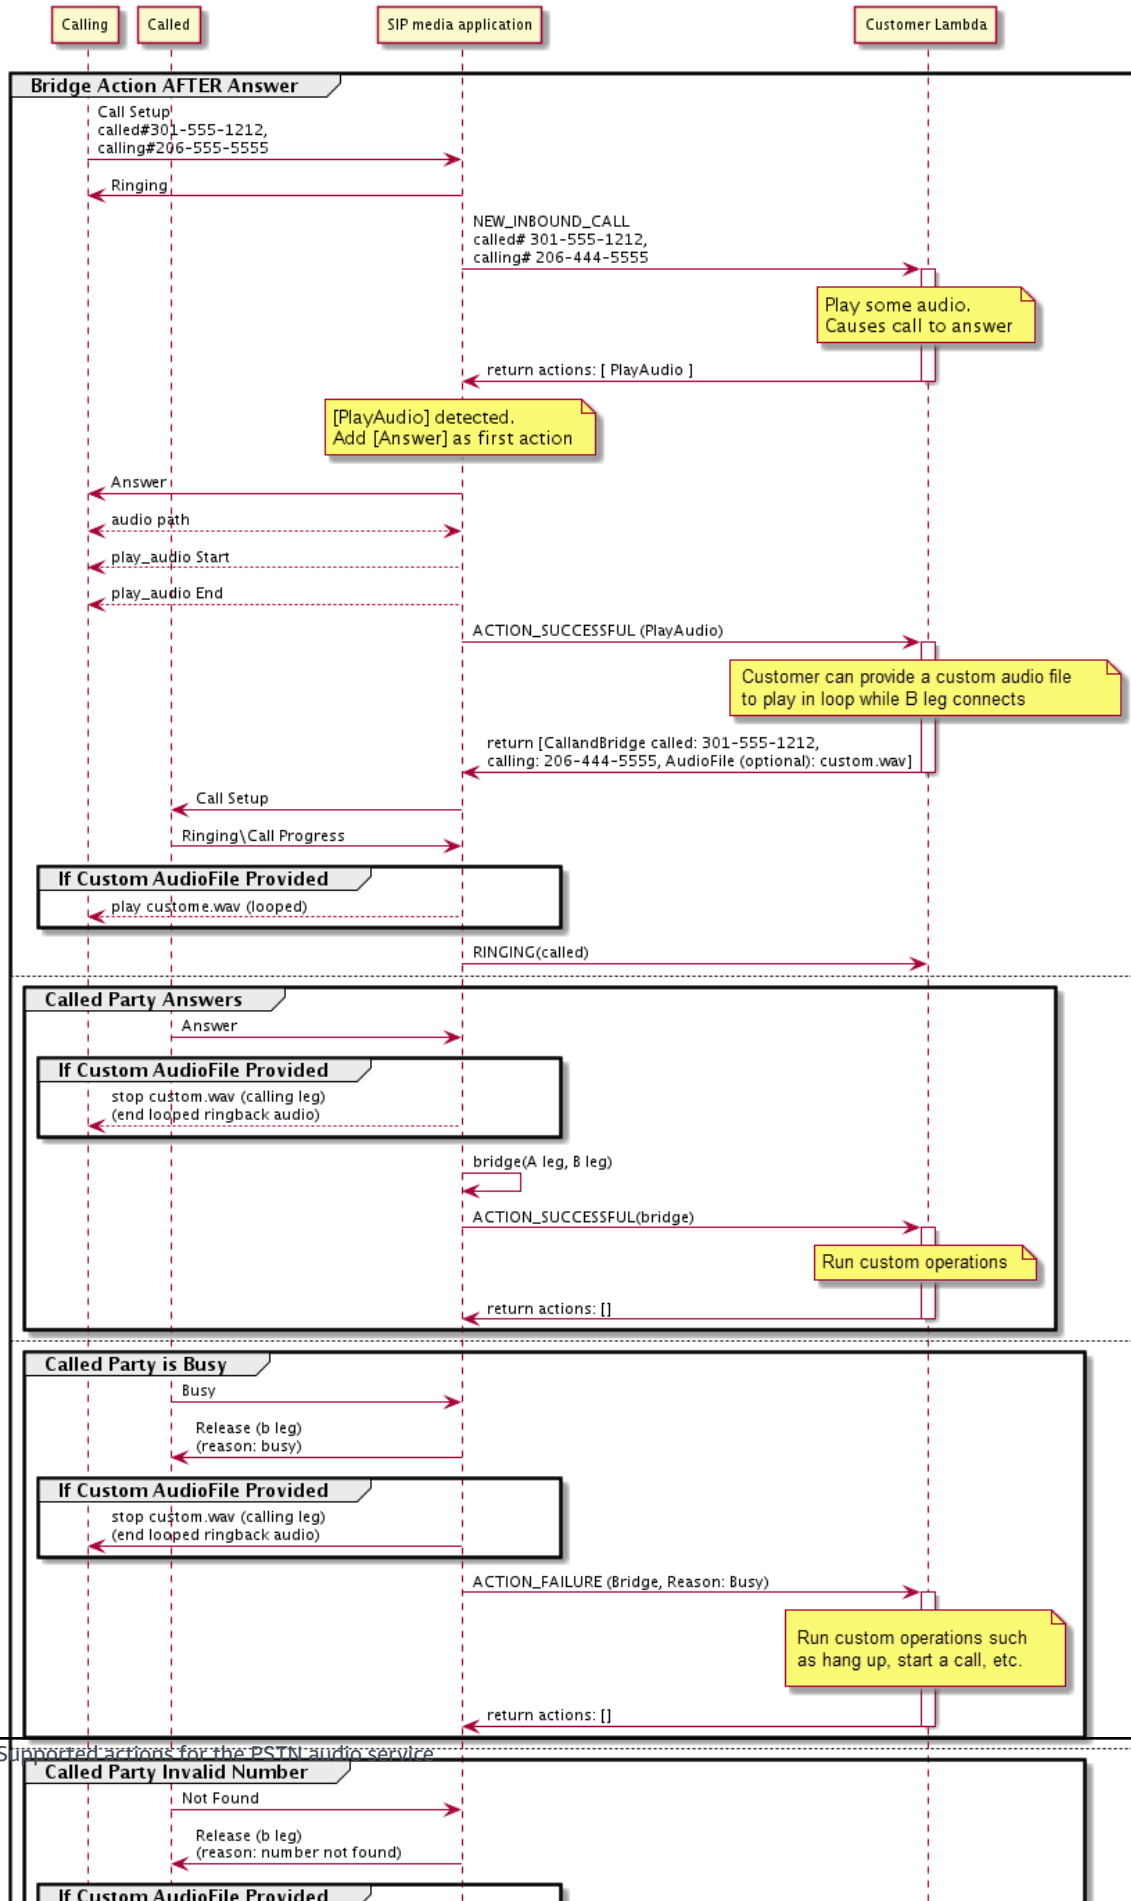 Calling
Called
SIP media application
Customer Lambda
Bridge Action AFTER Answer
Call Setup
called#301-555-1212,
calling#206-555-5555
Ringing
NEW_INBOUND_CALL
called# 301-555-1212,
calling# 206-444-5555
Play some audio.
Causes call to answer
return actions: [ PlayAudio ]
[PlayAudio] detected.
Add [Answer] as first action
Answer
audio path
play_audio Start
play_audio End
ACTION_SUCCESSFUL (PlayAudio)
Customer can provide a custom audio file
to play in loop while B leg connects
return [CallandBridge called: 301-555-1212,
calling: 206-444-5555, AudioFile (optional): custom.wav]
Call Setup
Ringing\Call Progress
If Custom AudioFile Provided
play custome.wav (looped)
RINGING(called)
Called Party Answers
Answer
If Custom AudioFile Provided
stop custom.wav (calling leg)
(end looped ringback audio)
bridge(A leg, B leg)
ACTION_SUCCESSFUL(bridge)
Run custom operations
return actions: []
Called Party is Busy
Busy
Release (b leg)
(reason: busy)
If Custom AudioFile Provided
stop custom.wav (calling leg)
(end looped ringback audio)
ACTION_FAILURE (Bridge, Reason: Busy)
Run custom operations such
as hang up, start a call, etc.
return actions: []
Supported actions for the PSTN audio service
Called Party Invalid Number
Not Found
Release (b leg)
(reason: number not found)
If Custom AudioFile Provided